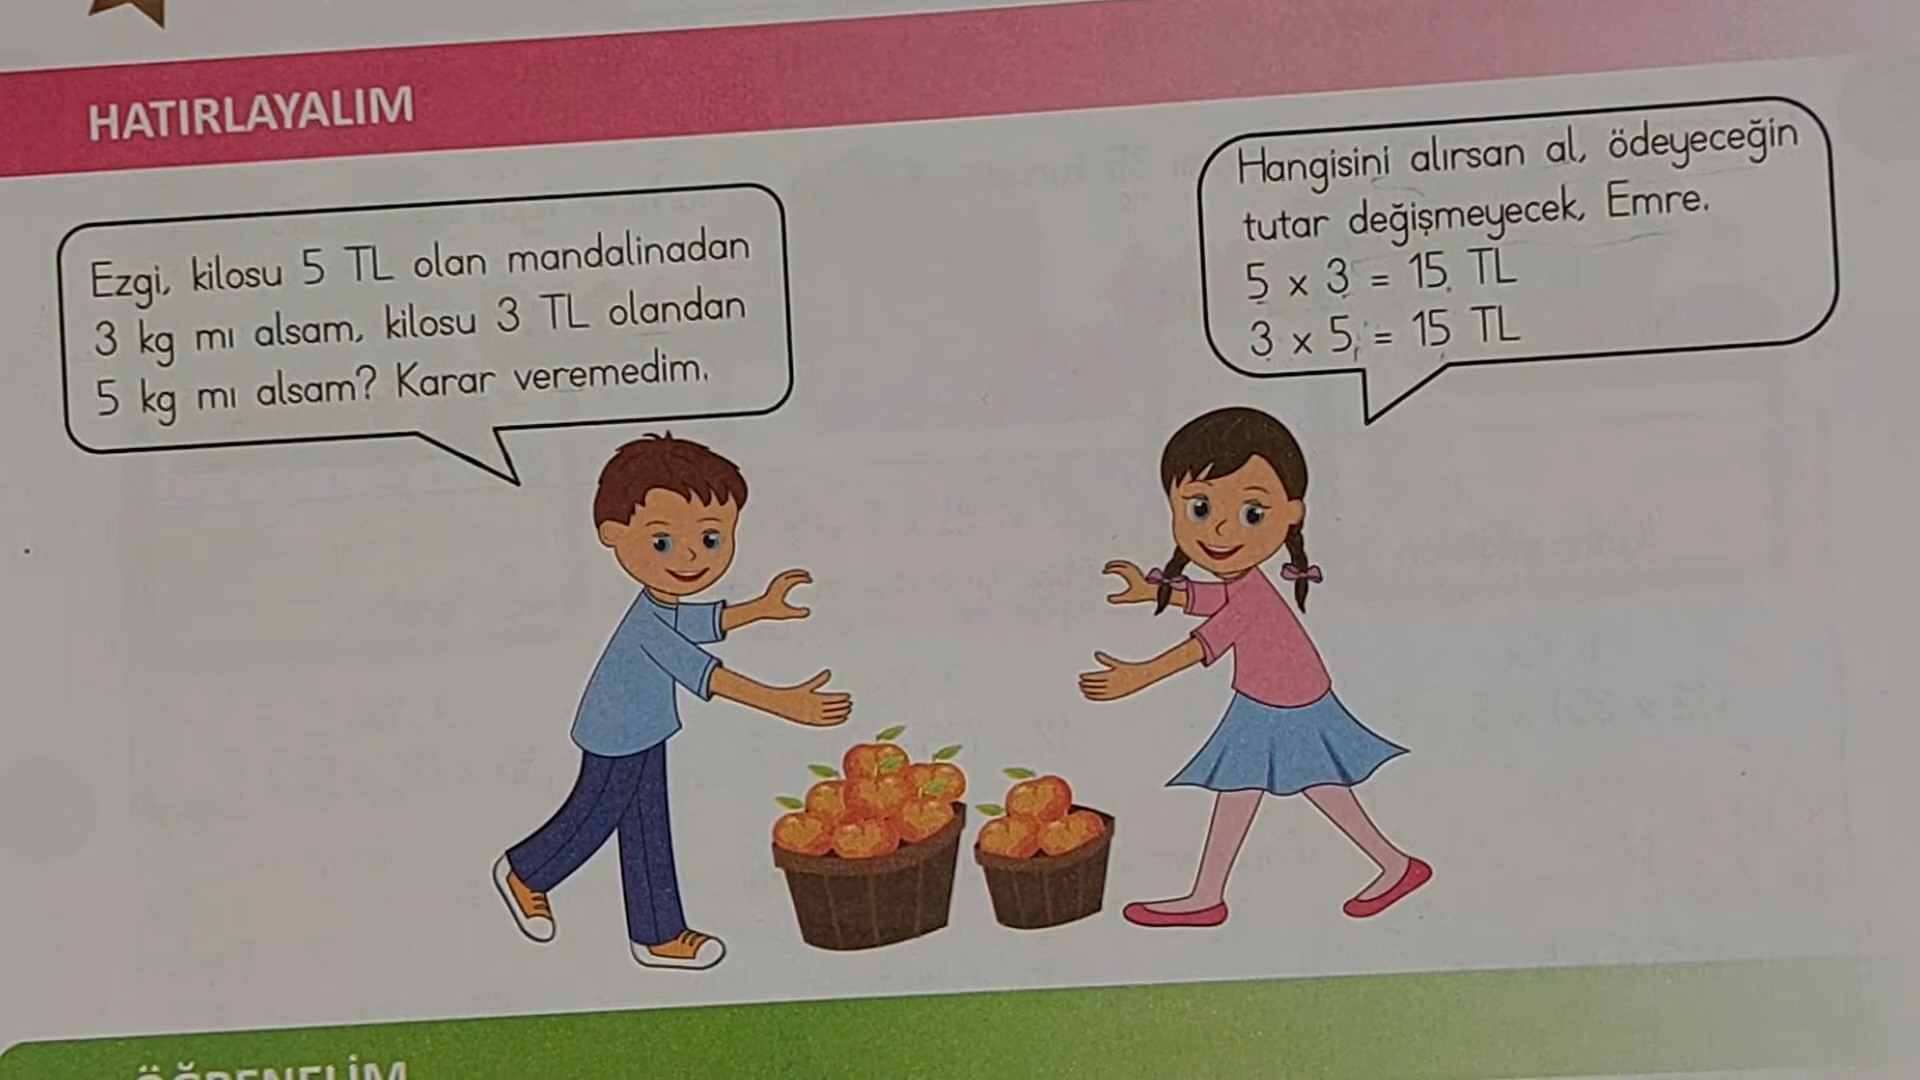 HATIRLAYALIM
Ezgi, kilosu 5 TL olan mandalinadan
3 kg mı alsam, kilosu 3 TL olandan
5 kg mı alsam? Karar veremedim.
Hangisini alırsan al, ödeyeceğin
tutar değişmeyecek, Emre.
5 x 3 = 15 TL
3 x 5 = 15 TL
ÖĞRENELİM